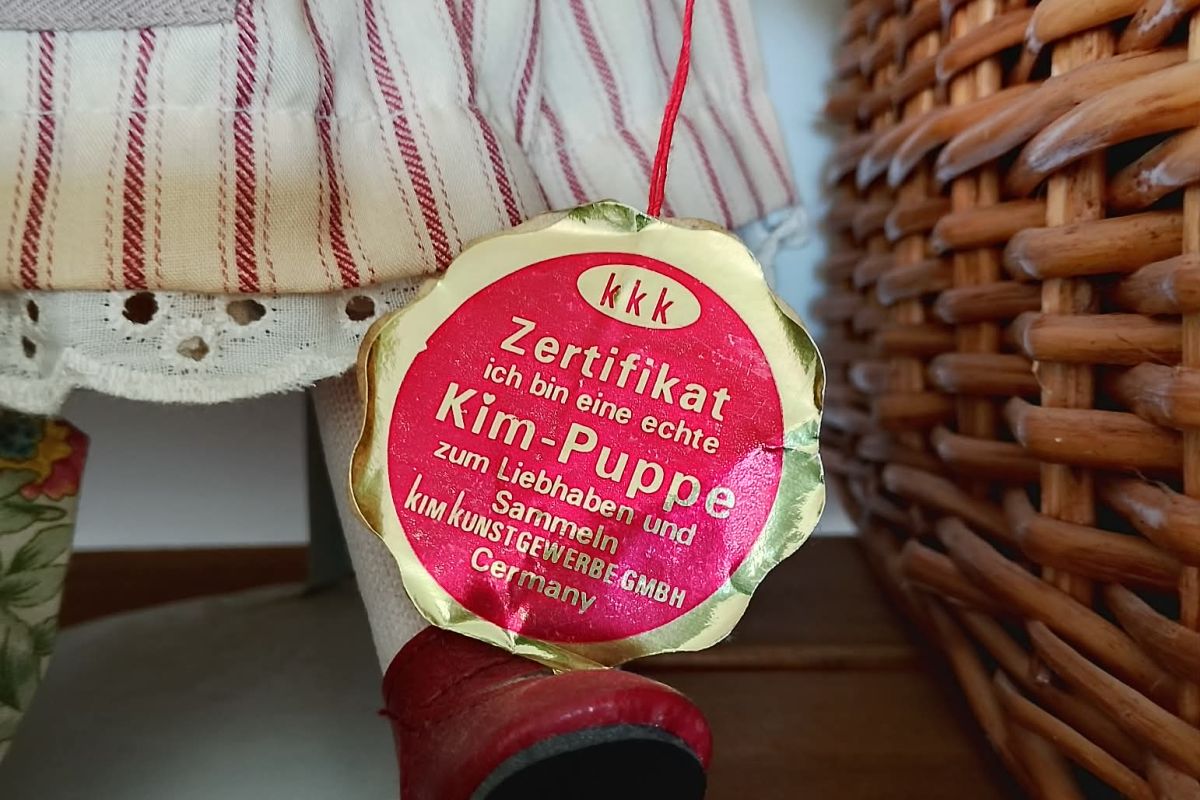 kkk
Zertifikat
ich bin eine echte
Kim-Puppe
zum Liebhaben und
Sammeln
KIM KUNSTGEWERBE GMBH
Germany